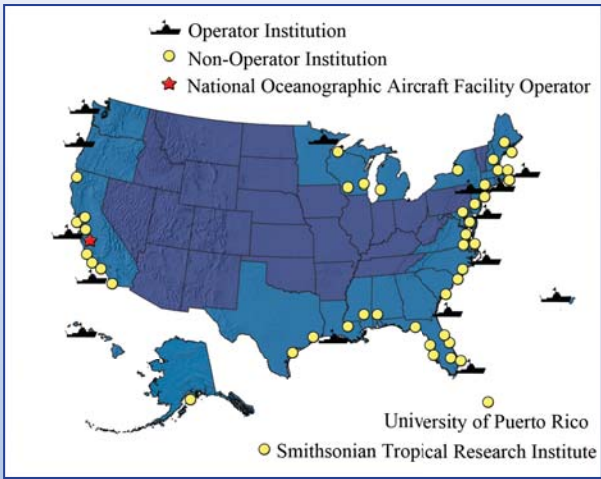 Operator Institution
Non-Operator Institution
National Oceanographic Aircraft Facility Operator
University of Puerto Rico
Smithsonian Tropical Research Institute